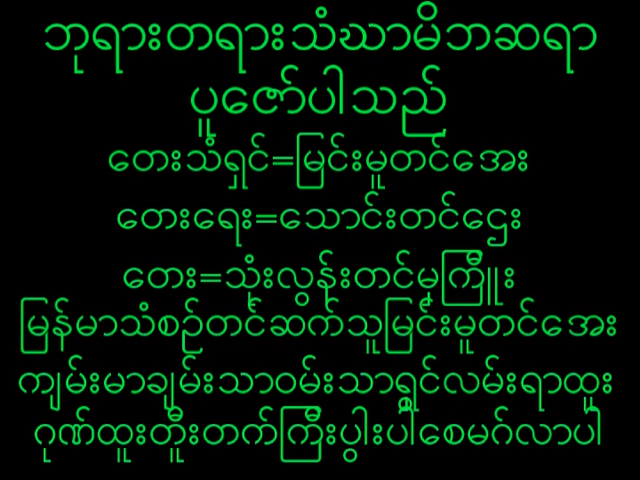 ဘုရားတရားသံဃာမိဘဆရာ
ပူဇော်ပါသည်
တေးသံရှင်=မြင်းမူတင်အေး
တေးရေး=သောင်းတင်ဌေး
တေး=သုံးလွန်းတင်မှကြီျူး
မြန်မာသံစဉ်တင်ဆက်သူမြင်းမူတင်အေး
ကျမ်းမာချမ်းသာဝမ်းသာရွှင်လမ်းရာထူး
ဂုဏ်ထူးတိူးတက်ကြီးပွါးပါစေမင်္ဂလာပါ